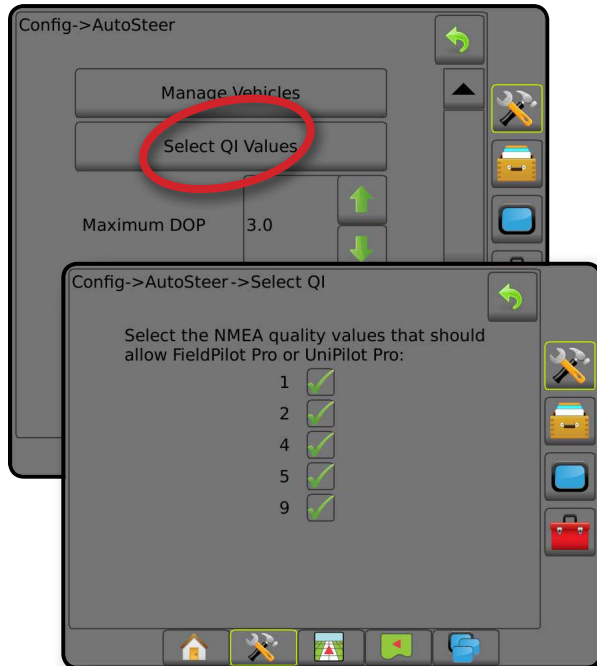 Config->AutoSteer
Manage Vehicles
Select QI Values
Maximum DOP 3.0
Config->AutoSteer->Select QI
Select the NMEA quality values that should
allow FieldPilot Pro or UniPilot Pro:
1
2
4
5
9